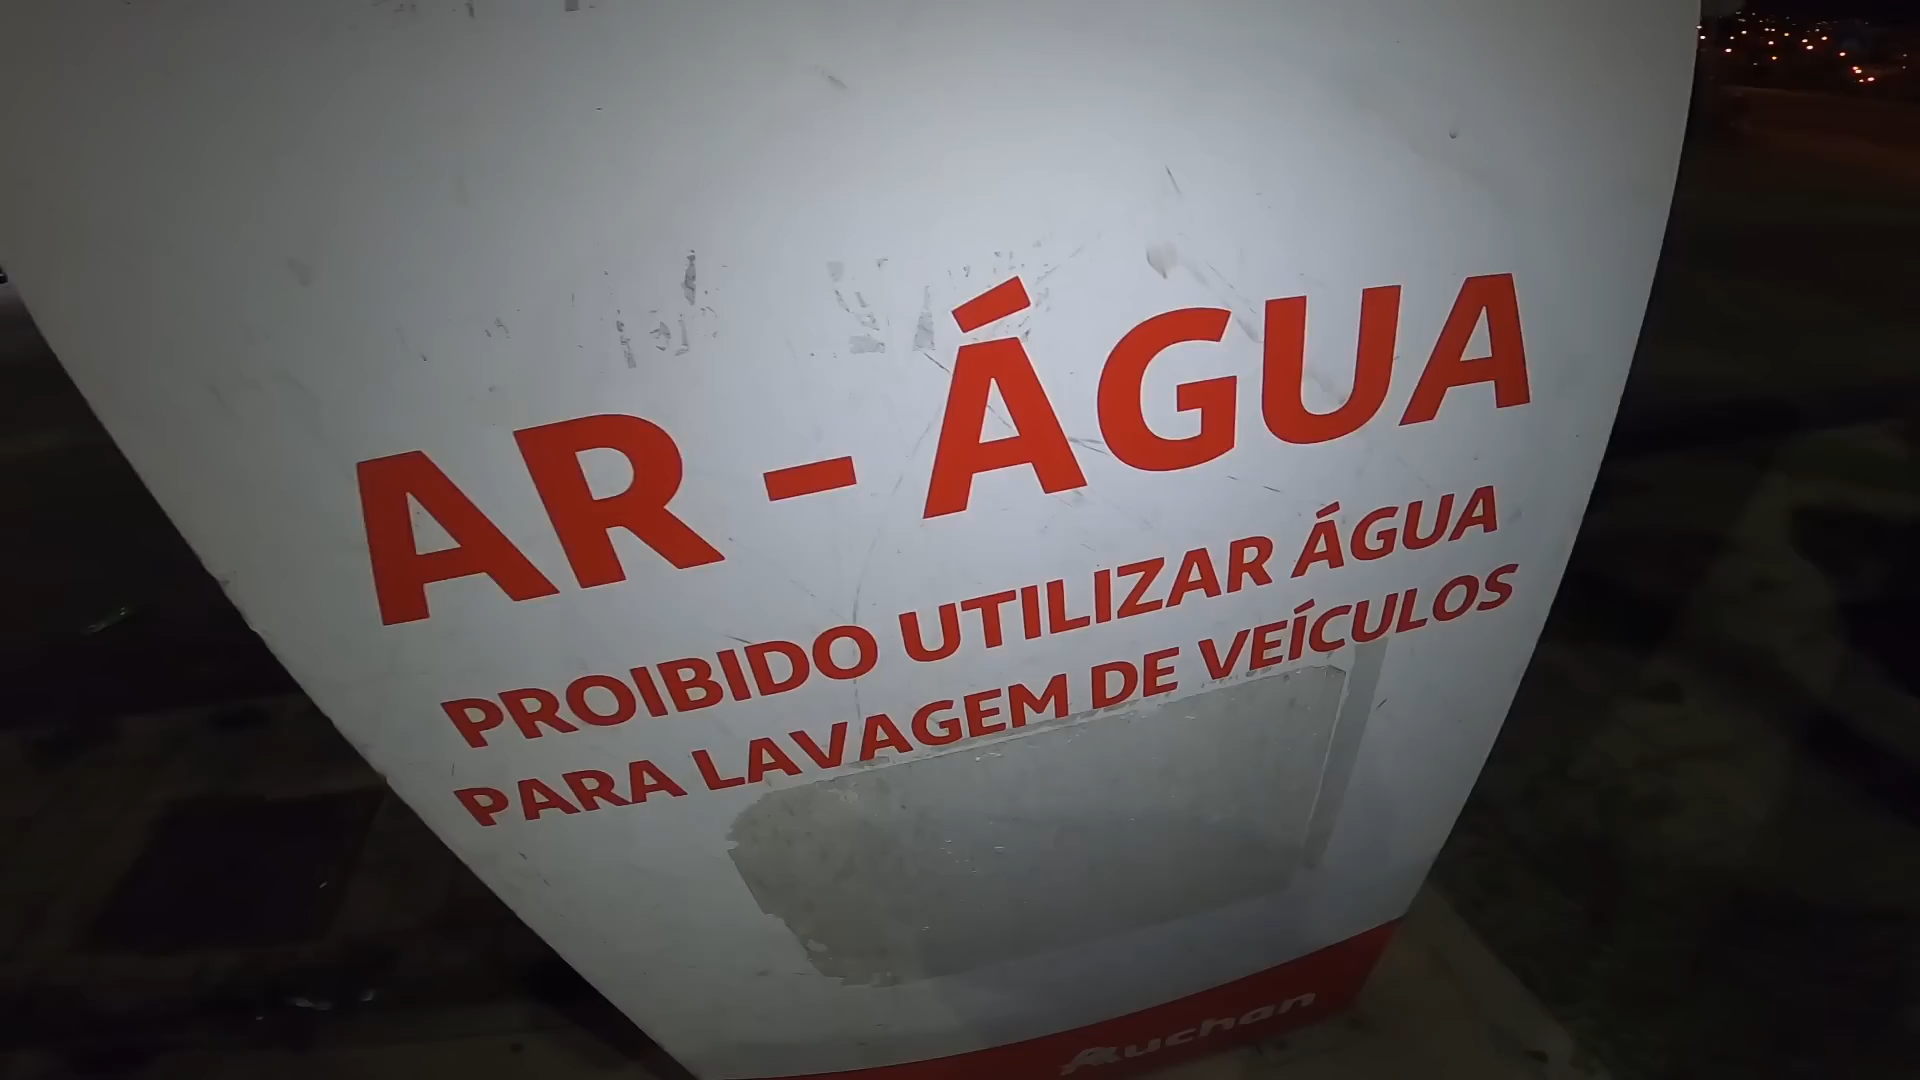 AR - ÁGUA
PROIBIDO UTILIZAR ÁGUA
PARA LAVAGEM DE VEÍCULOS
Auchan